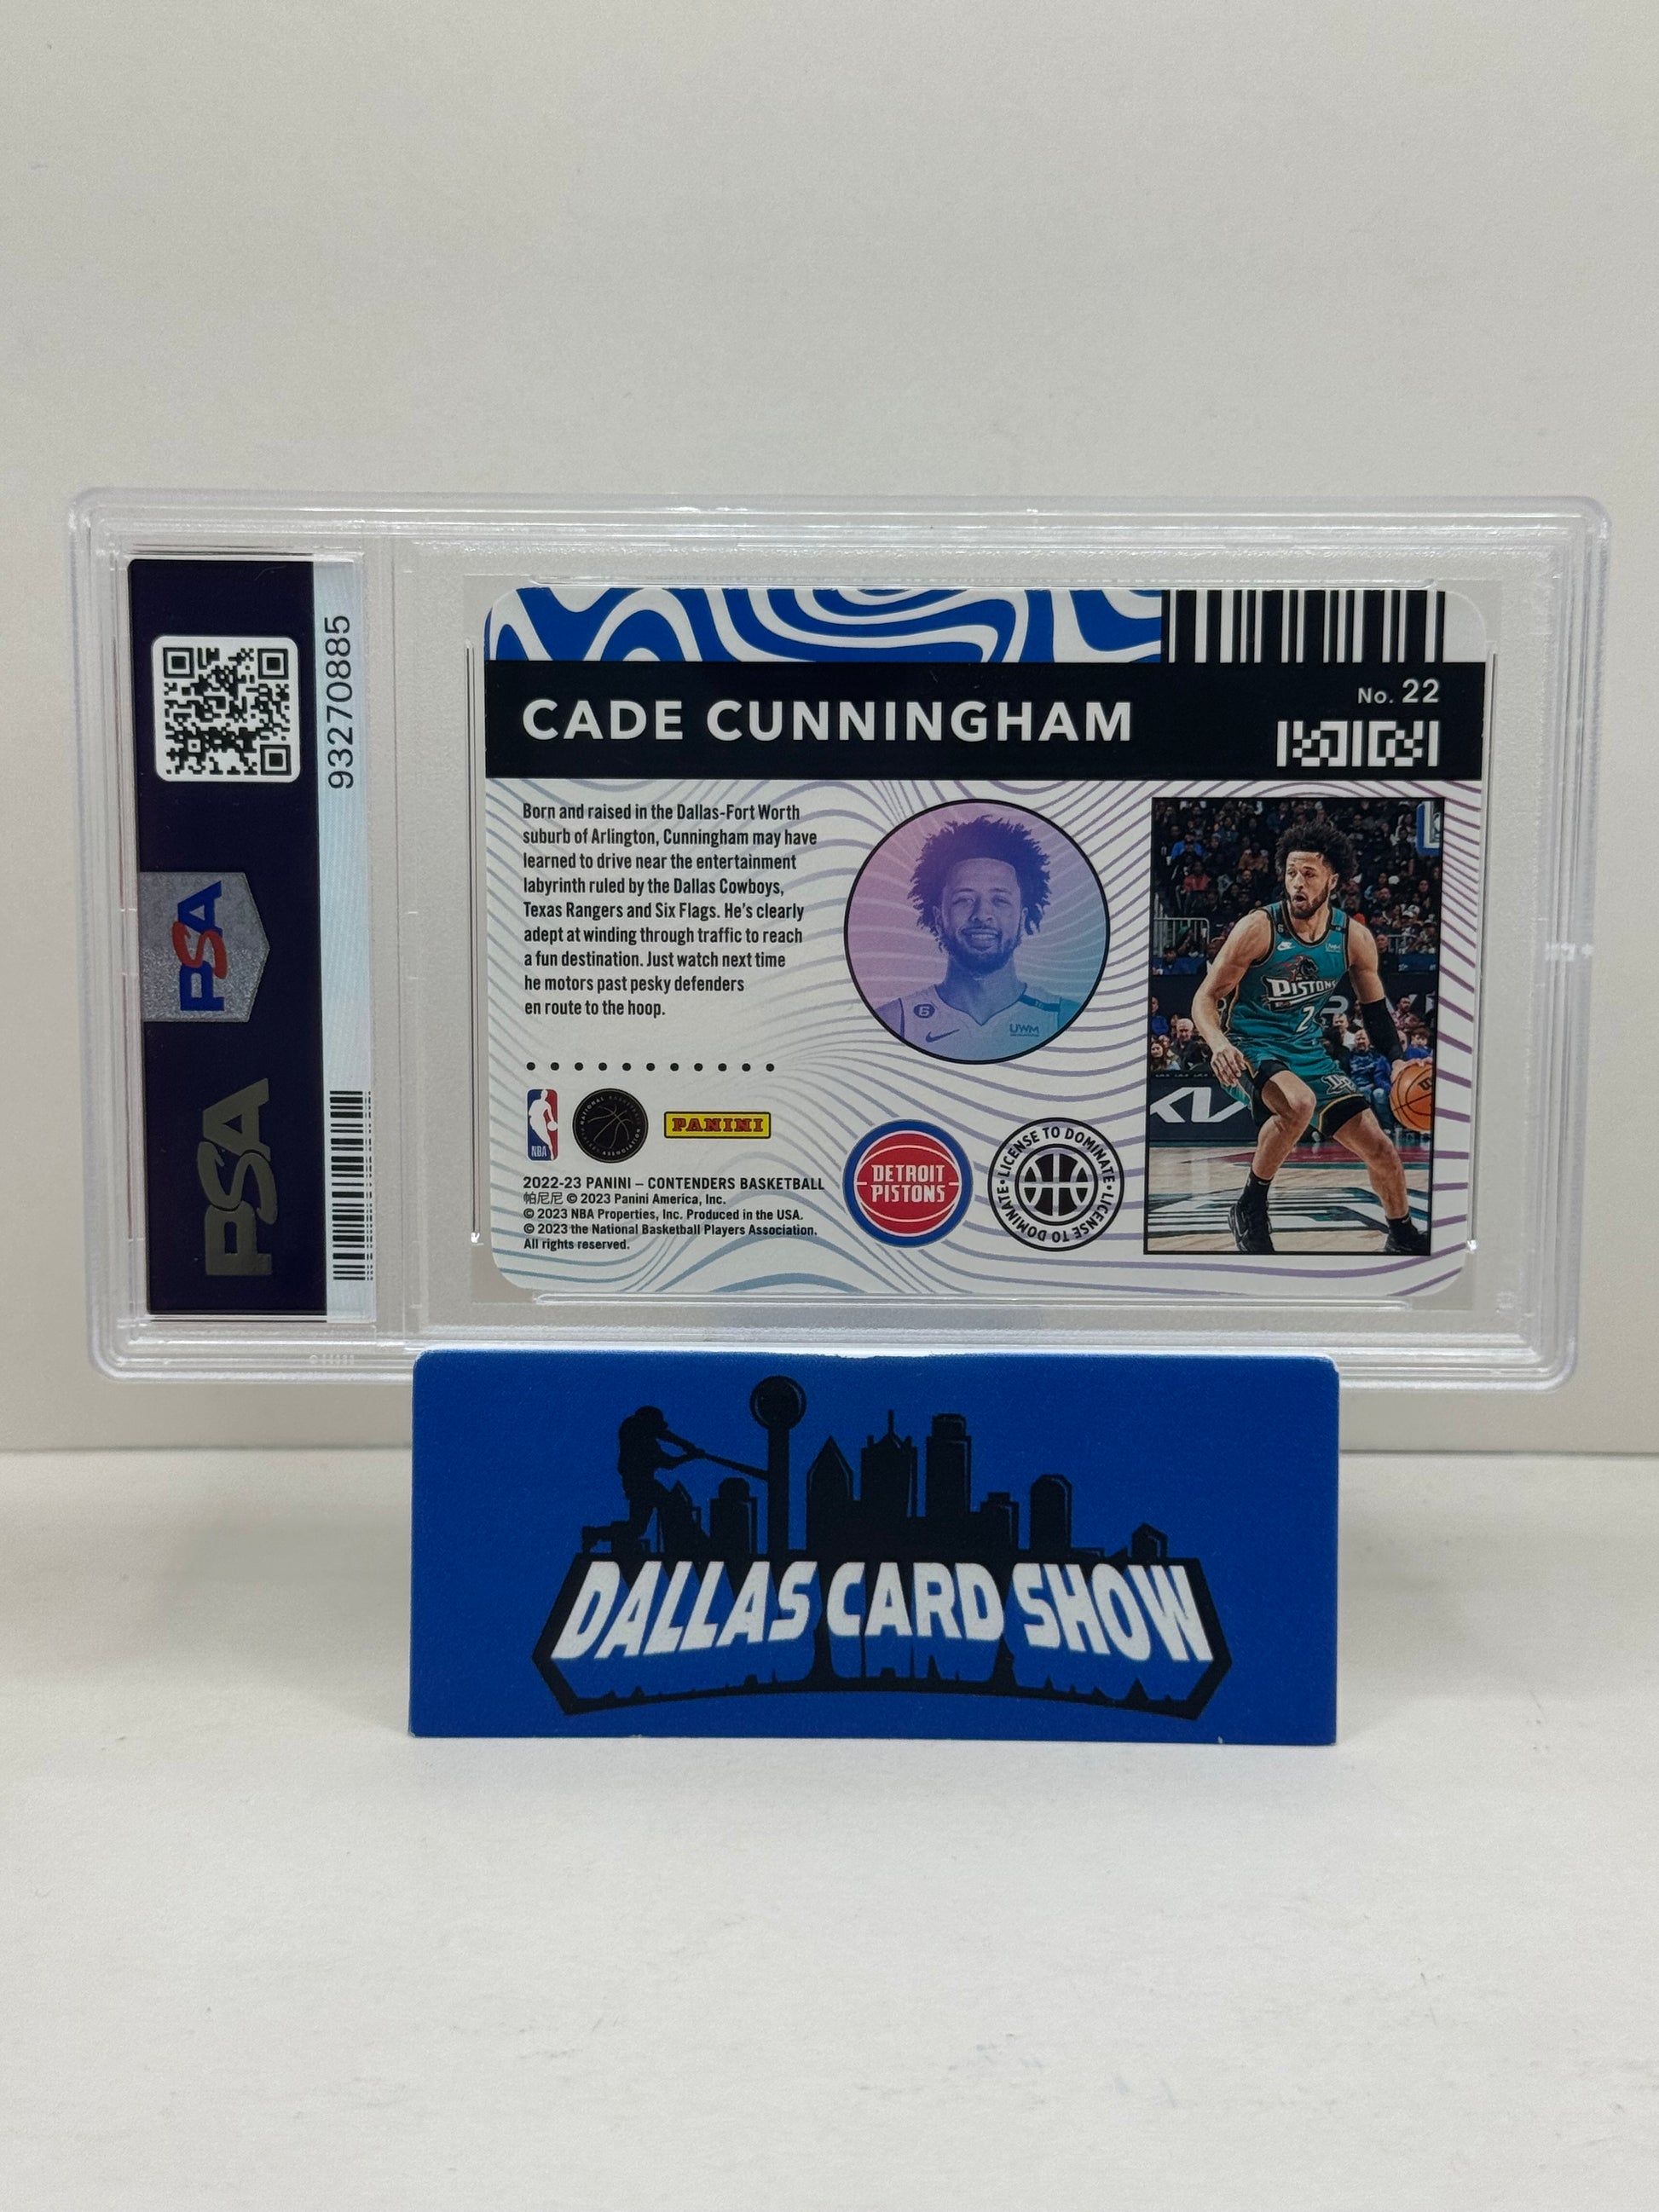 93270885
PSA
PSA
CADE CUNNINGHAM
No. 22
Born and raised in the Dallas-Fort Worth
suburb of Arlington, Cunningham may have
learned to drive near the entertainment
labyrinth ruled by the Dallas Cowboys,
Texas Rangers and Six Flags. He's clearly
adept at winding through traffic to reach
a fun destination. Just watch next time
he motors past pesky defenders
en route to the hoop.
6
UWM
PISTONS
2
NBA
PANINI
DETROIT
PISTONS
LICENSE TO DOMINATE • LICENSE TO DOMINATE •
2022-23 PANINI – CONTENDERS BASKETBALL
帕尼尼 © 2023 Panini America, Inc.
© 2023 NBA Properties, Inc. Produced in the USA.
© 2023 the National Basketball Players Association.
All rights reserved.
DALLAS CARD SHOW